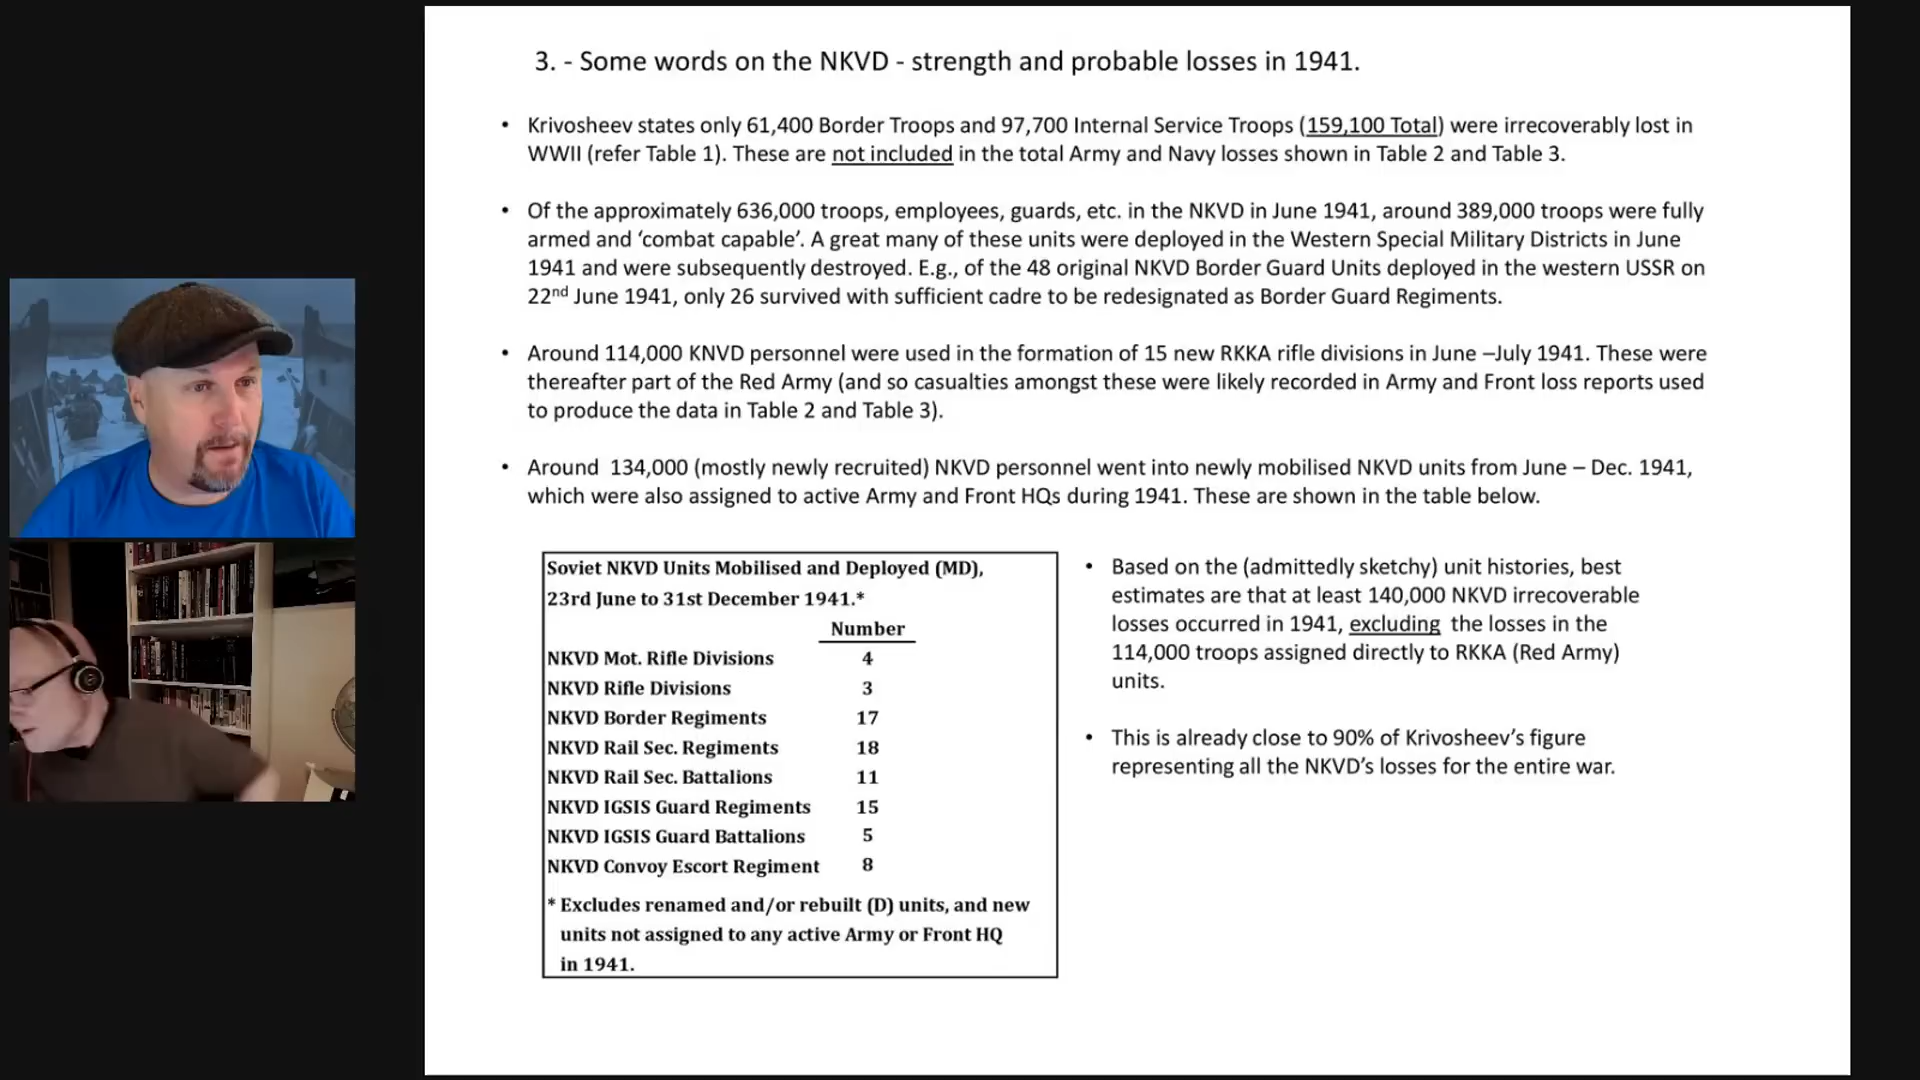 3. - Some words on the NKVD - strength and probable losses in 1941.
• Krivosheev states only 61,400 Border Troops and 97,700 Internal Service Troops (159,100 Total) were irrecoverably lost in
WWII (refer Table 1). These are not included in the total Army and Navy losses shown in Table 2 and Table 3.
• Of the approximately 636,000 troops, employees, guards, etc. in the NKVD in June 1941, around 389,000 troops were fully
armed and ‘combat capable’. A great many of these units were deployed in the Western Special Military Districts in June
1941 and were subsequently destroyed. E.g., of the 48 original NKVD Border Guard Units deployed in the western USSR on
22nd June 1941, only 26 survived with sufficient cadre to be redesignated as Border Guard Regiments.
• Around 114,000 KNVD personnel were used in the formation of 15 new RKKA rifle divisions in June –July 1941. These were
thereafter part of the Red Army (and so casualties amongst these were likely recorded in Army and Front loss reports used
to produce the data in Table 2 and Table 3).
• Around 134,000 (mostly newly recruited) NKVD personnel went into newly mobilised NKVD units from June – Dec. 1941,
which were also assigned to active Army and Front HQs during 1941. These are shown in the table below.
Soviet NKVD Units Mobilised and Deployed (MD),
23rd June to 31st December 1941.*
Number
NKVD Mot. Rifle Divisions 4
NKVD Rifle Divisions 3
NKVD Border Regiments 17
NKVD Rail Sec. Regiments 18
NKVD Rail Sec. Battalions 11
NKVD IGSIS Guard Regiments 15
NKVD IGSIS Guard Battalions 5
NKVD Convoy Escort Regiment 8
* Excludes renamed and/or rebuilt (D) units, and new
units not assigned to any active Army or Front HQ
in 1941.
• Based on the (admittedly sketchy) unit histories, best
estimates are that at least 140,000 NKVD irrecoverable
losses occurred in 1941, excluding the losses in the
114,000 troops assigned directly to RKKA (Red Army)
units.
• This is already close to 90% of Krivosheev’s figure
representing all the NKVD’s losses for the entire war.